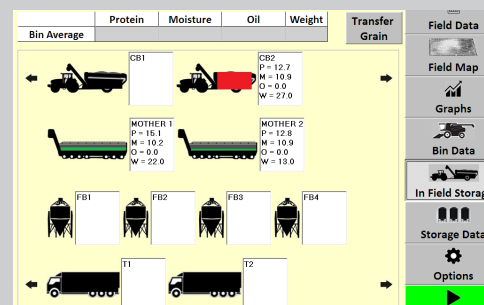 Protein Moisture Oil Weight
Bin Average
Transfer
Grain
CB1
CB2
P = 12.7
M = 10.9
O = 0.0
W = 27.0
MOTHER 1
P = 15.1
M = 10.2
O = 0.0
W = 22.0
MOTHER 2
P = 12.8
M = 10.9
O = 0.0
W = 13.0
FB1
FB2
FB3
FB4
T1
T2
Field Data
Field Map
Graphs
Bin Data
In Field Storag
Storage Data
Options